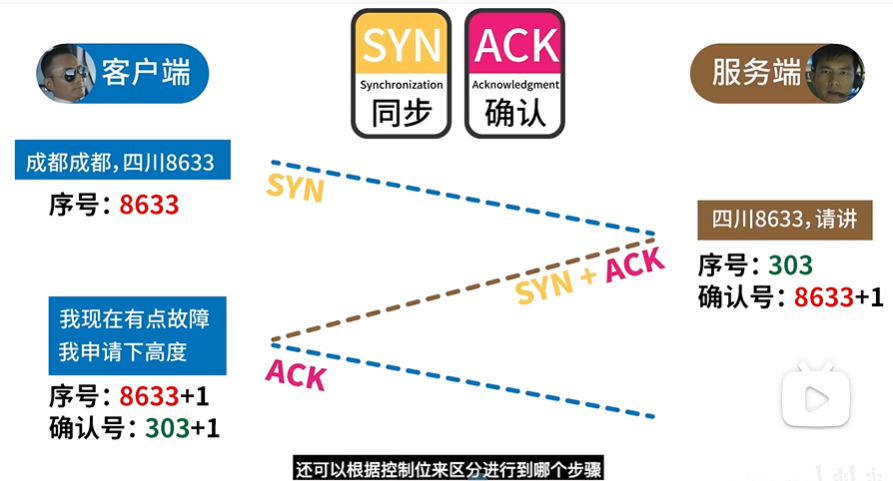 SYN
Synchronization
同步
ACK
Acknowledgment
确认
客户端
服务端
成都成都，四川8633
序号：8633
SYN
四川8633，请讲
序号：303
确认号：8633+1
SYN + ACK
我现在有点故障
我申请下高度
序号：8633+1
确认号：303+1
ACK
还可以根据控制位来区分进行到哪个步骤